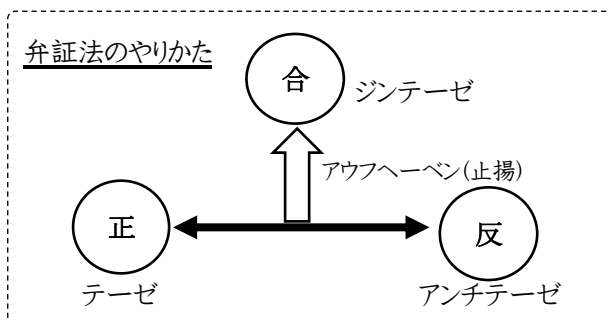 弁証法のやりかた
合
ジンテーゼ
アウフヘーベン(止揚)
正
反
テーゼ
アンチテーゼ